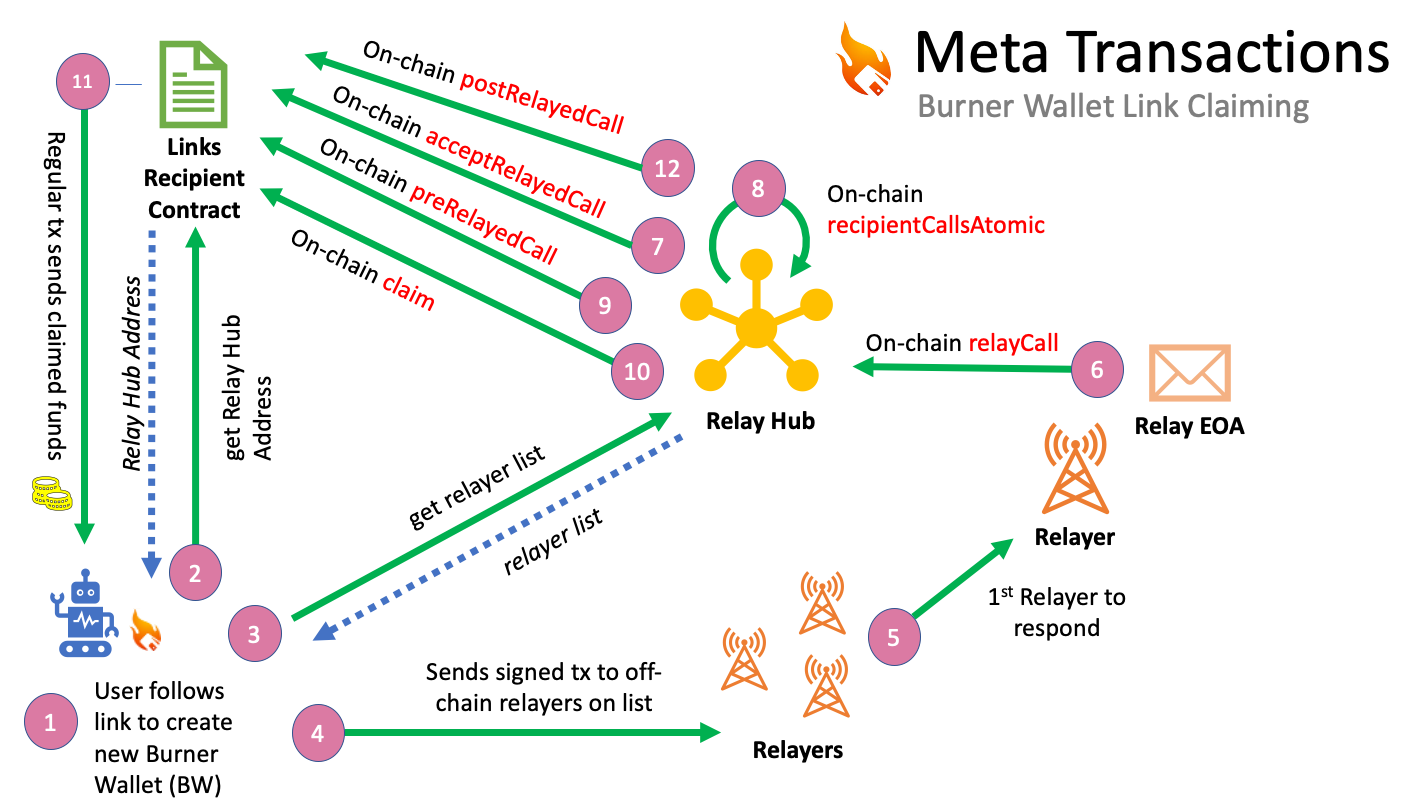 Meta Transactions
Burner Wallet Link Claiming
11
Links
Recipient
Contract
On-chain postRelayedCall
12
On-chain acceptRelayedCall
7
On-chain preRelayedCall
9
On-chain claim
10
8
On-chain
recipientCallsAtomic
Relay Hub
On-chain relayCall
6
Relay EOA
Regular tx sends claimed funds
Relay Hub Address
get Relay Hub
Address
2
get relayer list
relayer list
3
Relayer
1st Relayer to
respond
5
1
User follows
link to create
new Burner
Wallet (BW)
4
Sends signed tx to off-
chain relayers on list
Relayers